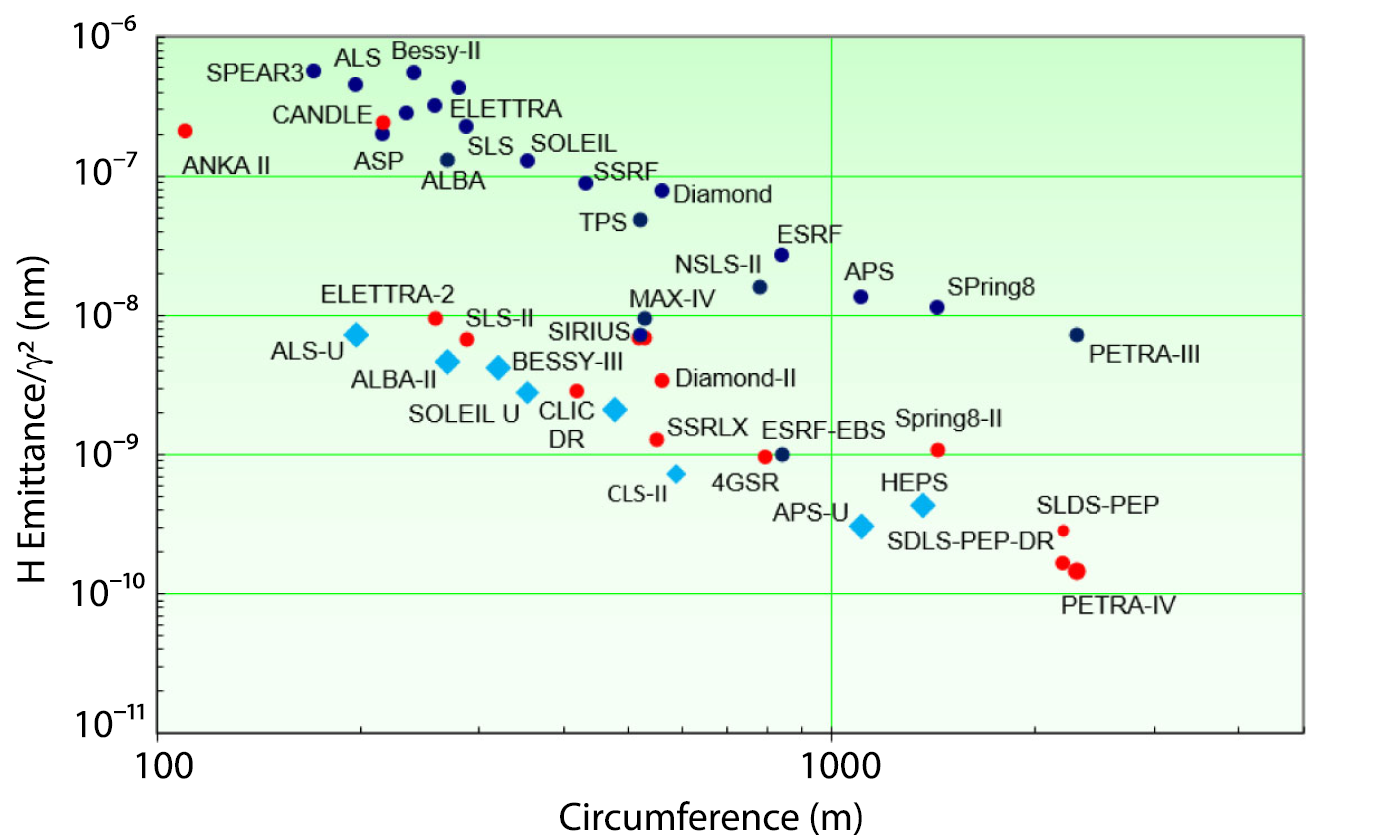 10⁻⁶
10⁻⁷
10⁻⁸
10⁻⁹
10⁻¹⁰
10⁻¹¹
H Emittance/γ² (nm)
SPEAR3
ALS
Bessy-II
CANDLE
ELETTRA
ANKA II
ASP
SLS
SOLEIL
ALBA
SSRF
Diamond
TPS
ESRF
NSLS-II
APS
SPring8
ELETTRA-2
MAX-IV
SLS-II
SIRIUS
PETRA-III
ALS-U
ALBA-II
BESSY-III
Diamond-II
SOLEIL U
CLIC
DR
SSRLX
ESRF-EBS
Spring8-II
CLS-II
4GSR
HEPS
APS-U
SLDS-PEP
SDLS-PEP-DR
PETRA-IV
100
1000
Circumference (m)